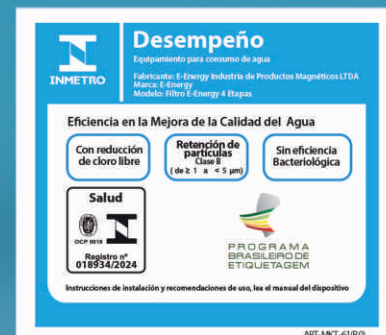 INMETRO
Desempeño
Equipamiento para consumo de agua
Fabricante: E-Energy Industria de Productos Magnéticos LTDA
Marca: E-Energy
Modelo: Filtro E-Energy 4 Etapas
Eficiencia en la Mejora de la Calidad del Agua
Con reducción
de cloro libre
Retención de
partículas
Clase B
( de ≥ 1 a < 5 µm)
Sin eficiencia
Bacteriológica
Salud
OCP 0018
Registro nº
018934/2024
PROGRAMA
BRASILEIRO DE
ETIQUETAGEM
Instrucciones de instalación y recomendaciones de uso, lea el manual del dispositivo